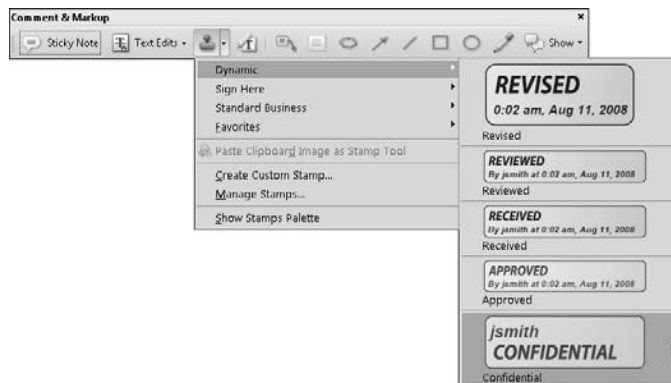 Comment & Markup
Sticky Note Text Edits Show
Dynamic
Sign Here
Standard Business
Favorites
Paste Clipboard Image as Stamp Tool
Create Custom Stamp...
Manage Stamps...
Show Stamps Palette
REVISED
0:02 am, Aug 11, 2008
Revised
REVIEWED
By jsmith at 0:02 am, Aug 11, 2008
Reviewed
RECEIVED
By jsmith at 0:02 am, Aug 11, 2008
Received
APPROVED
By jsmith at 0:02 am, Aug 11, 2008
Approved
jsmith
CONFIDENTIAL
Confidential